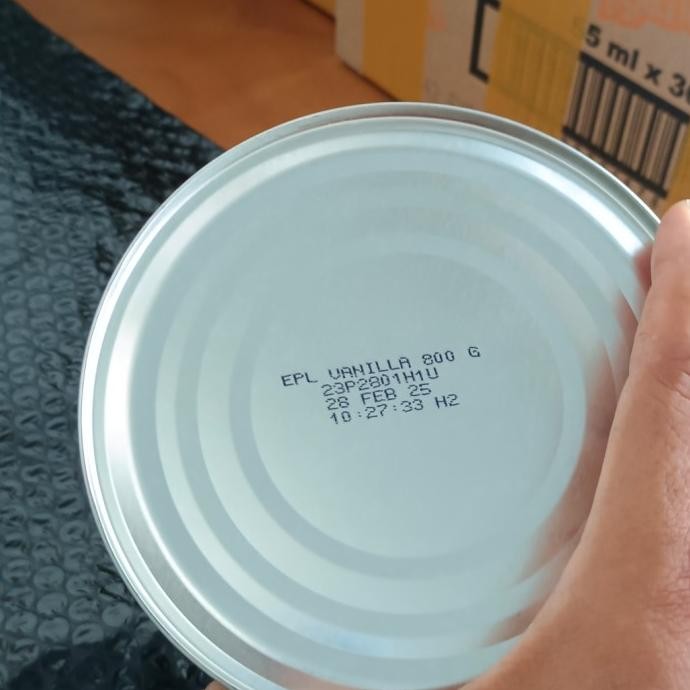 5 ml x 3
EPL VANILLA 800 G
23P2801H1U
28 FEB 25
10:27:33 H2